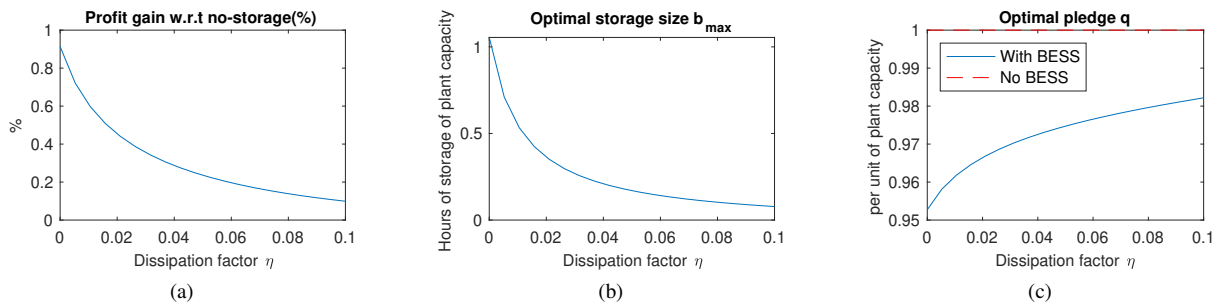 Profit gain w.r.t no-storage(%)
1
0.8
0.6
0.4
0.2
0
%
0
0.02
0.04
0.06
0.08
0.1
Dissipation factor η
(a)
Optimal storage size b_max
1
0.5
0
Hours of storage of plant capacity
0
0.02
0.04
0.06
0.08
0.1
Dissipation factor η
(b)
Optimal pledge q
1
0.99
0.98
0.97
0.96
0.95
per unit of plant capacity
With BESS
No BESS
0
0.02
0.04
0.06
0.08
0.1
Dissipation factor η
(c)